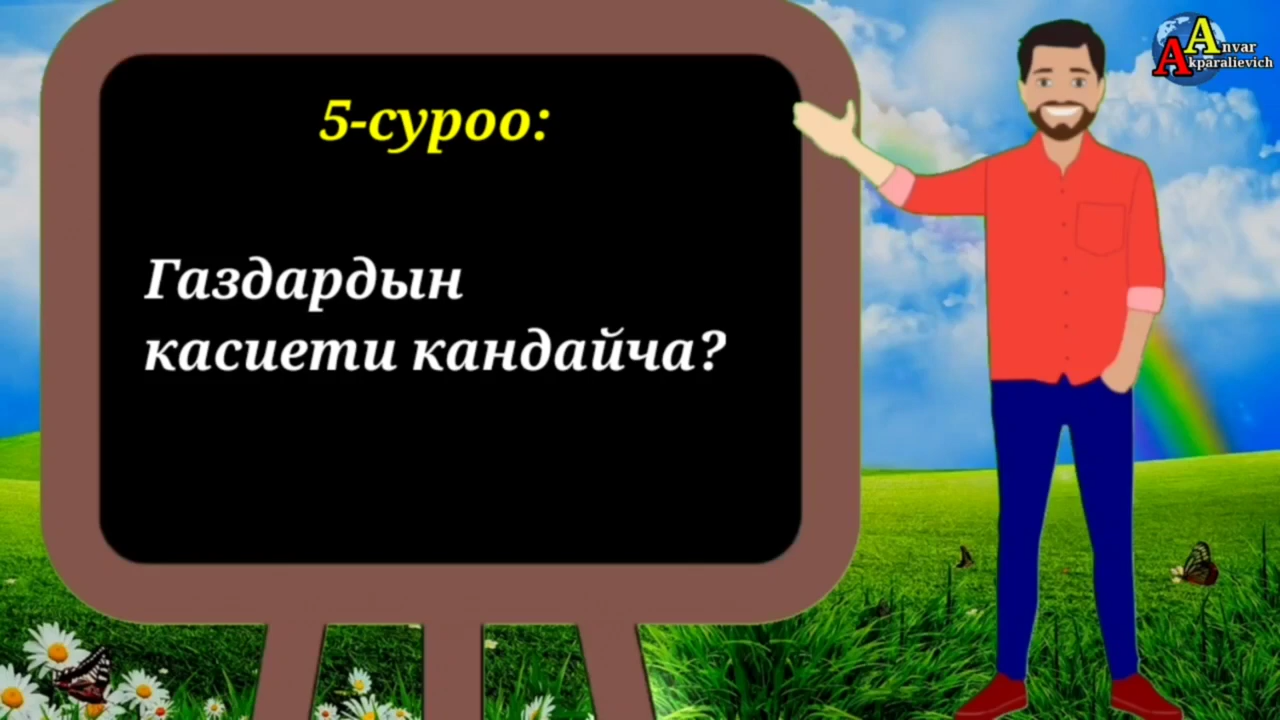 5-суроо:
Газдардын
касиети кандайча?
Anvar
Akparalievich